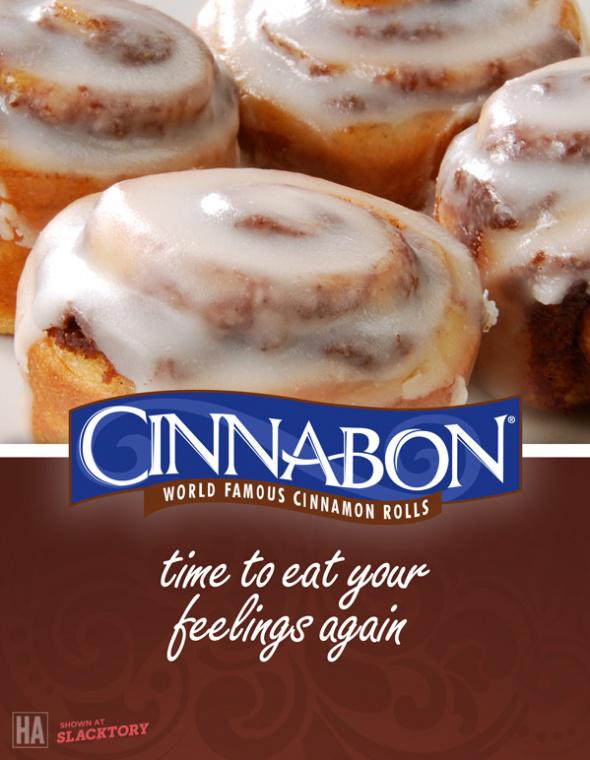 CINNABON®
WORLD FAMOUS CINNAMON ROLLS
time to eat your
feelings again
HA
SHOWN AT
SLACKTORY